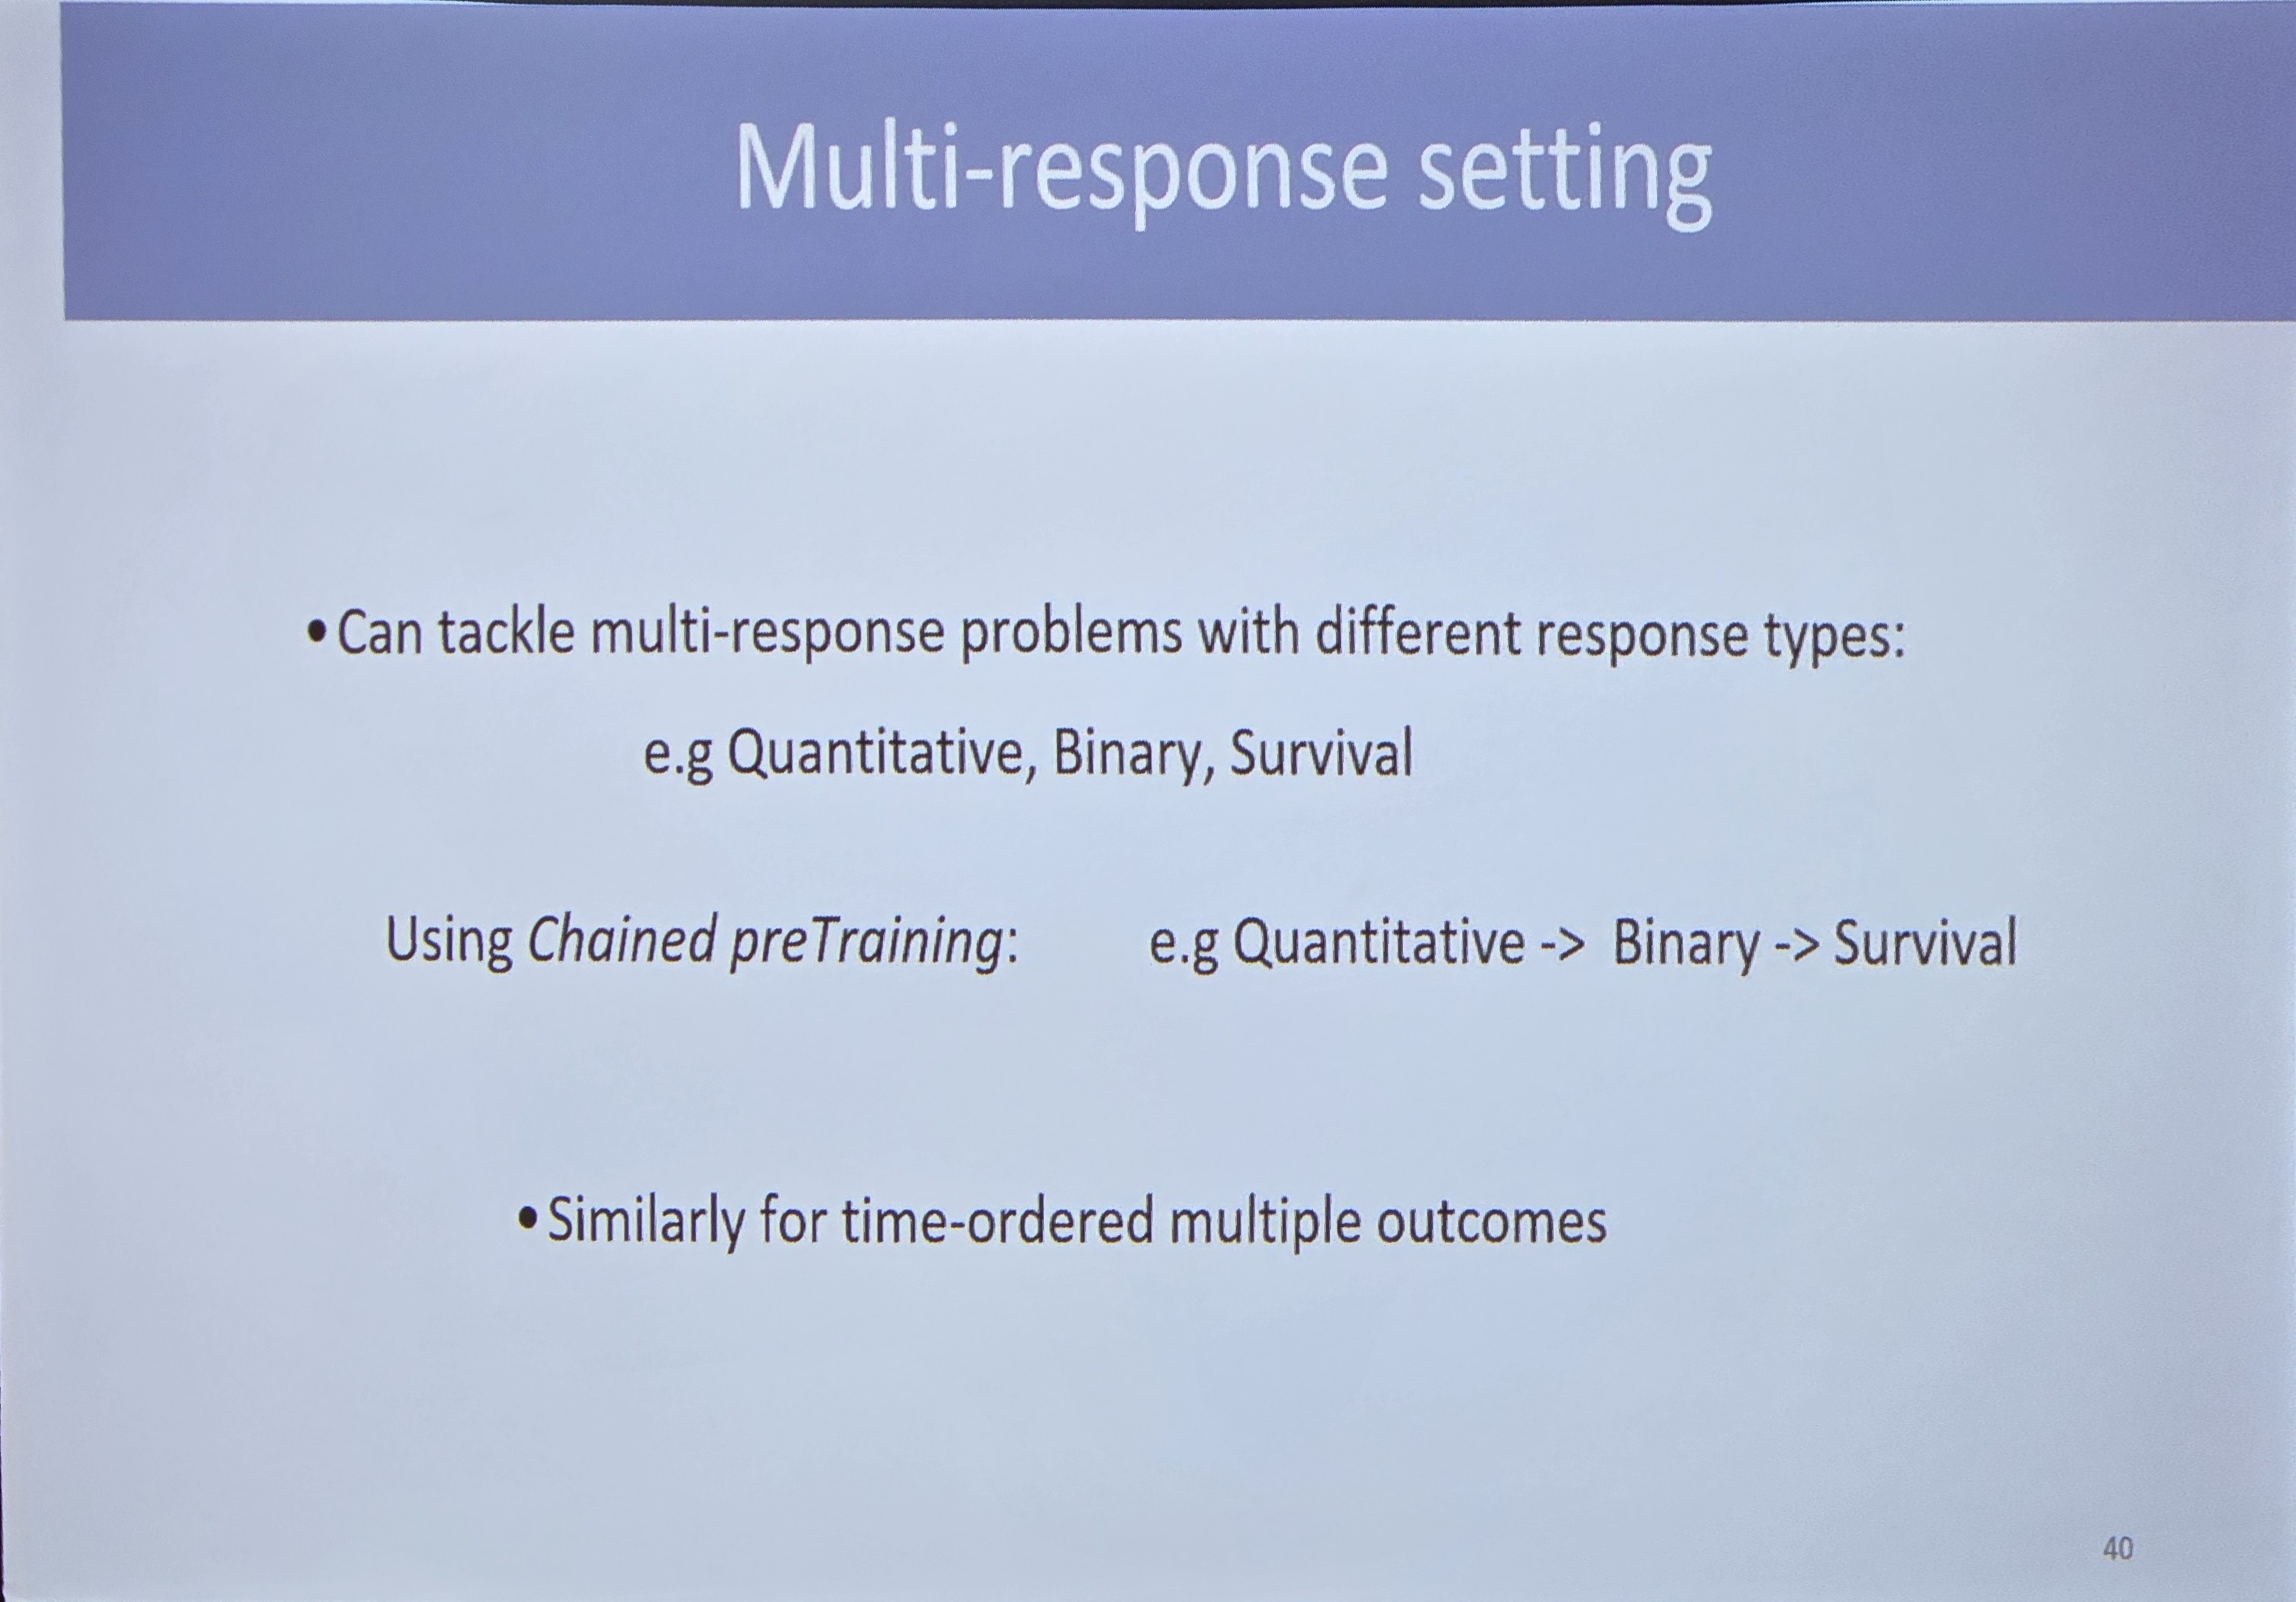 Multi-response setting
• Can tackle multi-response problems with different response types:
e.g Quantitative, Binary, Survival
Using Chained preTraining: e.g Quantitative -> Binary -> Survival
• Similarly for time-ordered multiple outcomes
40